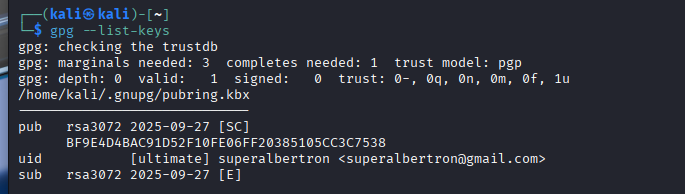 ┌──(kali㉿kali)-[~]
└─$ gpg --list-keys
gpg: checking the trustdb
gpg: marginals needed: 3  completes needed: 1  trust model: pgp
gpg: depth: 0  valid:   1  signed:   0  trust: 0-, 0q, 0n, 0m, 0f, 1u
/home/kali/.gnupg/pubring.kbx
-----------------------------
pub   rsa3072 2025-09-27 [SC]
      BF9E4D4BAC91D52F10FE06FF20385105CC3C7538
uid           [ultimate] superalbertron <superalbertron@gmail.com>
sub   rsa3072 2025-09-27 [E]